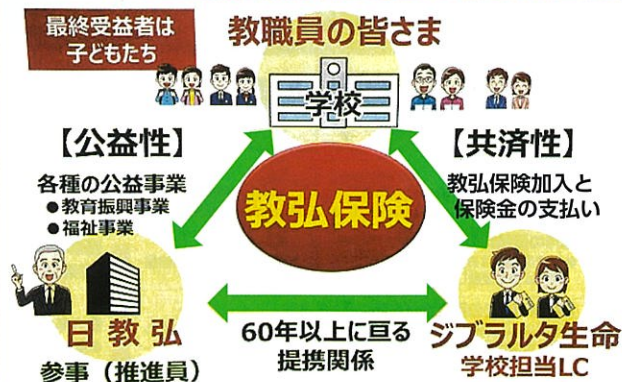 最終受益者は
子どもたち
教職員の皆さま
学校
【公益性】
各種の公益事業
●教育振興事業
●福祉事業
【共済性】
教弘保険加入と
保険金の支払い
教弘保険
日教弘
参事（推進員）
60年以上に亘る
提携関係
ジブラルタ生命
学校担当LC